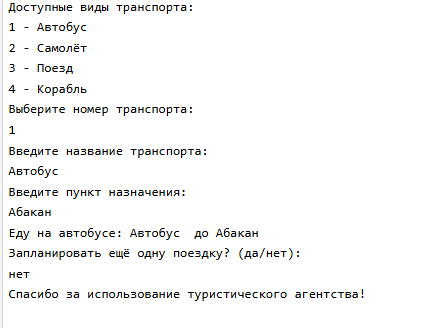 Доступные виды транспорта:
1 - Автобус
2 - Самолёт
3 - Поезд
4 - Корабль
Выберите номер транспорта:
1
Введите название транспорта:
Автобус
Введите пункт назначения:
Абакан
Еду на автобусе: Автобус  до Абакан
Запланировать ещё одну поездку? (да/нет):
нет
Спасибо за использование туристического агентства!